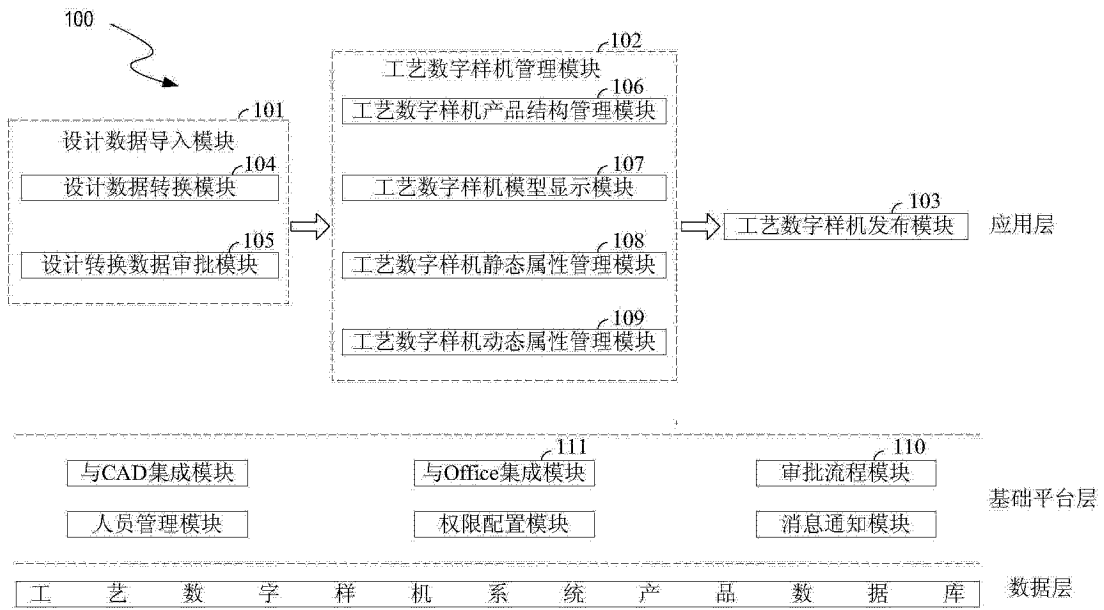 100
101
设计数据导入模块
104
设计数据转换模块
105
设计转换数据审批模块
102
工艺数字样机管理模块
106
工艺数字样机产品结构管理模块
107
工艺数字样机模型显示模块
108
工艺数字样机静态属性管理模块
109
工艺数字样机动态属性管理模块
103
工艺数字样机发布模块
应用层
与CAD集成模块
111
与Office集成模块
110
审批流程模块
人员管理模块
权限配置模块
消息通知模块
基础平台层
工艺数字样机系统产品数据库
数据层